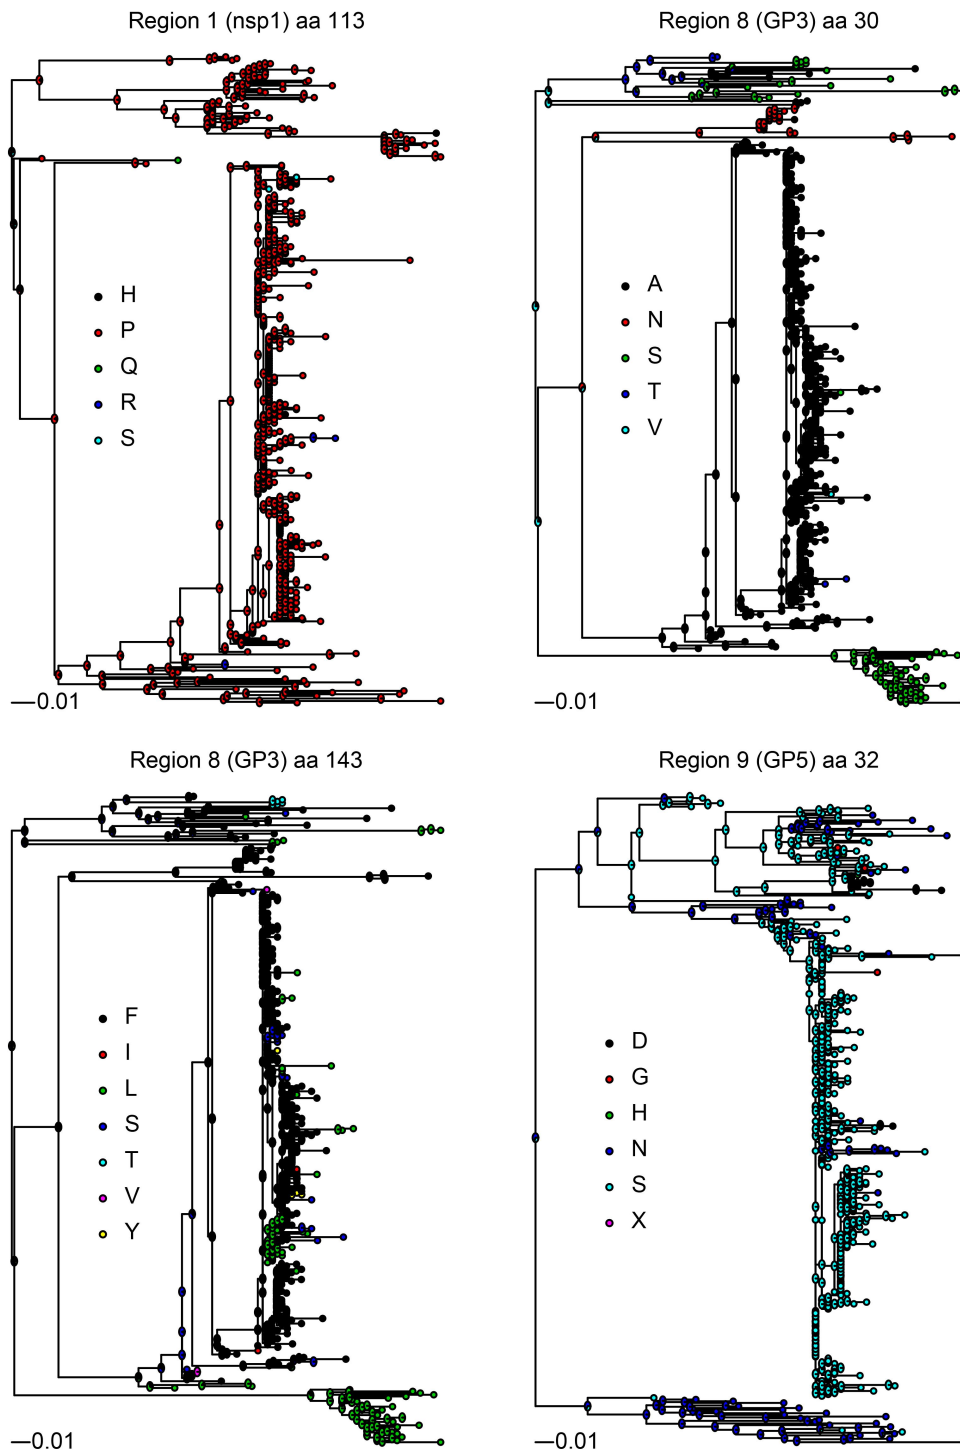 Region 1 (nsp1) aa 113
H
P
Q
R
S
0.01
Region 8 (GP3) aa 30
A
N
S
T
V
0.01
Region 8 (GP3) aa 143
F
I
L
S
T
V
Y
0.01
Region 9 (GP5) aa 32
D
G
H
N
S
X
0.01